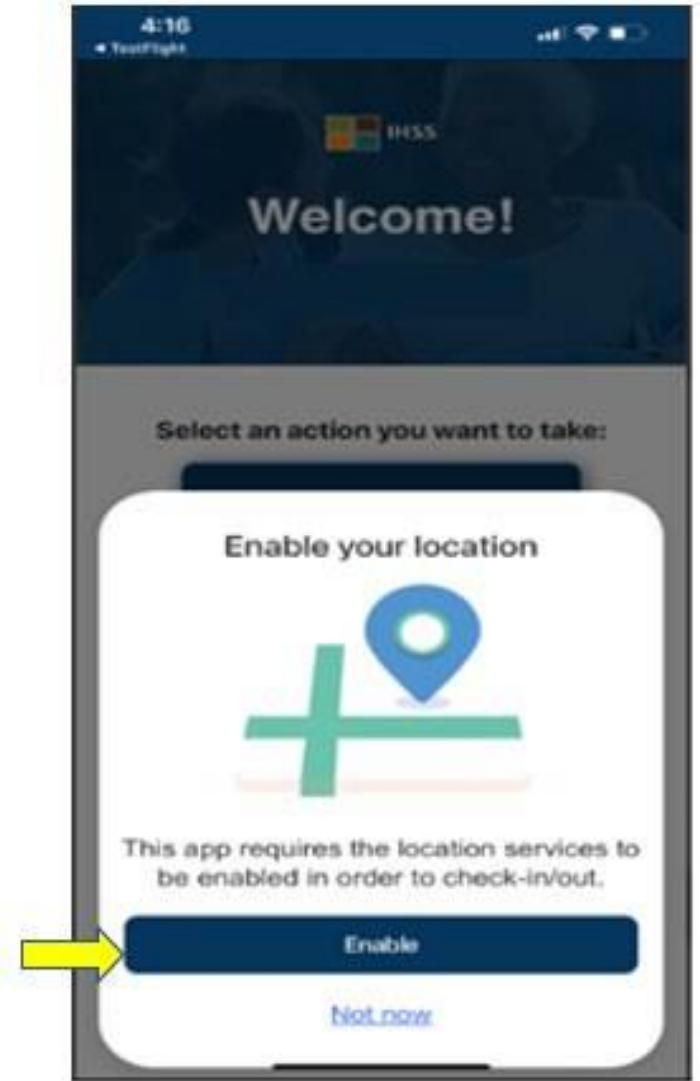 4:16
◀ TestFlight
IHSS
Welcome!
Select an action you want to take:
Enable your location
This app requires the location services to
be enabled in order to check-in/out.
Enable
Not now